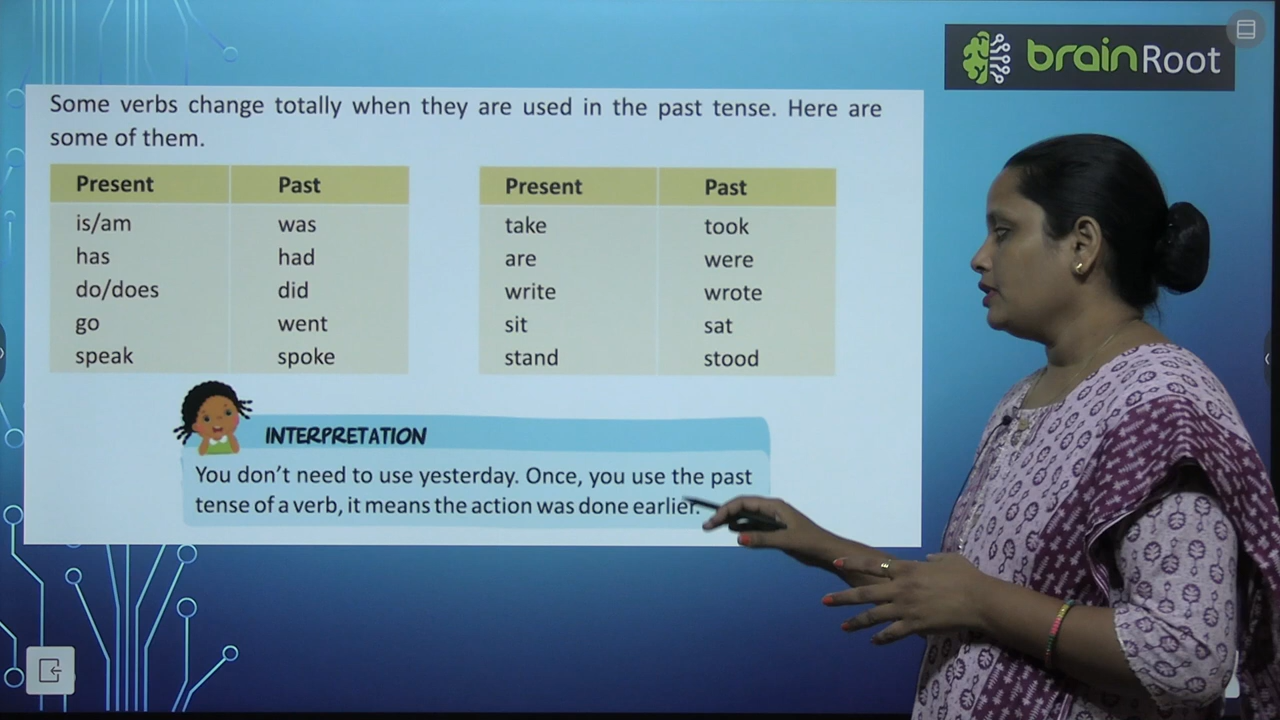 brainRoot
Some verbs change totally when they are used in the past tense. Here are
some of them.
Present Past
is/am was
has had
do/does did
go went
speak spoke
Present Past
take took
are were
write wrote
sit sat
stand stood
INTERPRETATION
You don't need to use yesterday. Once, you use the past
tense of a verb, it means the action was done earlier.